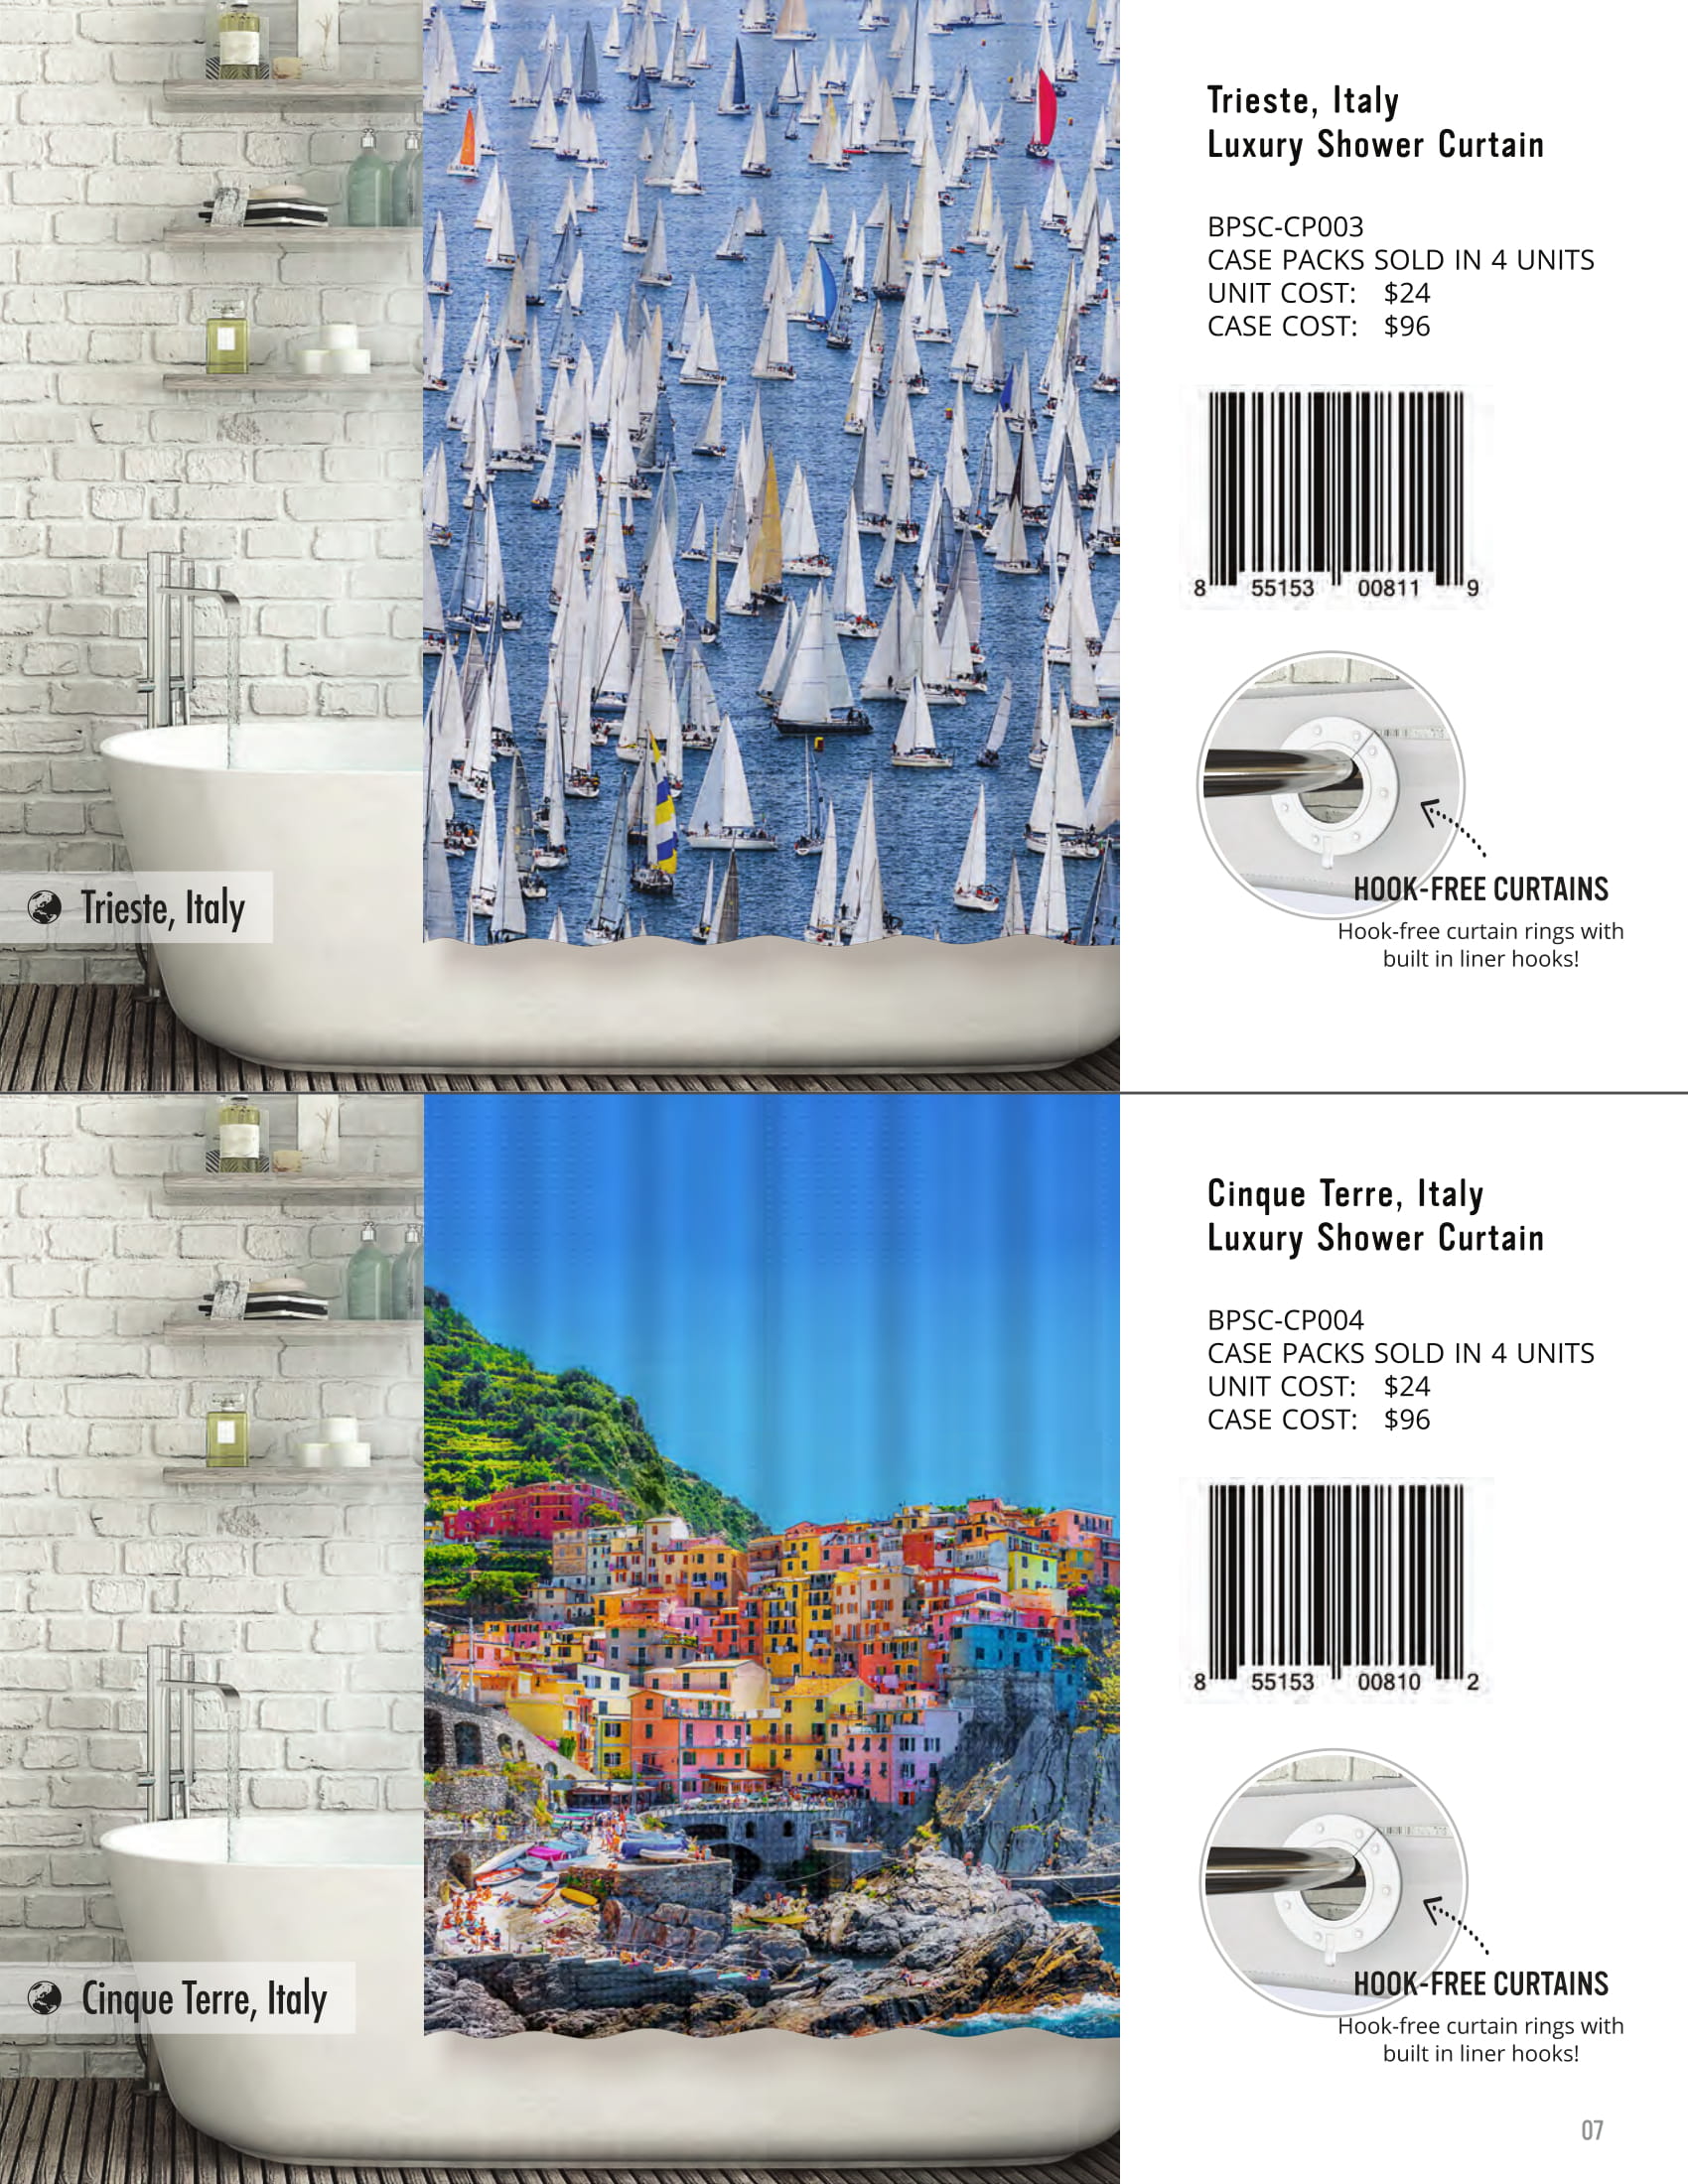 Trieste, Italy
Luxury Shower Curtain
BPSC-CP003
CASE PACKS SOLD IN 4 UNITS
UNIT COST: $24
CASE COST: $96
8 55153 00811 9
HOOK-FREE CURTAINS
Hook-free curtain rings with
built in liner hooks!
Trieste, Italy
Cinque Terre, Italy
Luxury Shower Curtain
BPSC-CP004
CASE PACKS SOLD IN 4 UNITS
UNIT COST: $24
CASE COST: $96
8 55153 00810 2
HOOK-FREE CURTAINS
Hook-free curtain rings with
built in liner hooks!
Cinque Terre, Italy
07